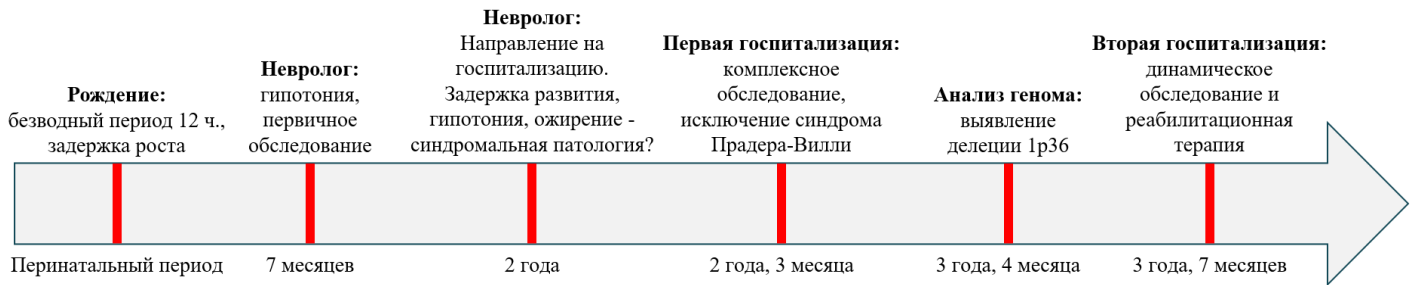 Рождение:
безводный период 12 ч.,
задержка роста
Невролог:
гипотония,
первичное
обследование
Невролог:
Направление на
госпитализацию.
Задержка развития,
гипотония, ожирение -
синдромальная патология?
Первая госпитализация:
комплексное
обследование,
исключение синдрома
Прадера-Вилли
Анализ генома:
выявление
делеции 1p36
Вторая госпитализация:
динамическое
обследование и
реабилитационная
терапия
Перинатальный период
7 месяцев
2 года
2 года, 3 месяца
3 года, 4 месяца
3 года, 7 месяцев